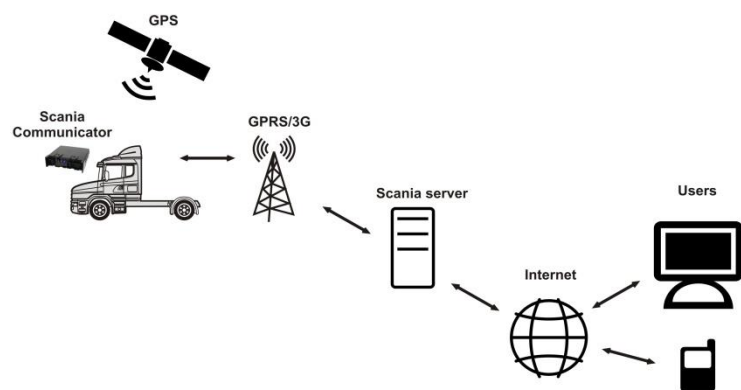 GPS
Scania
Communicator
GPRS/3G
Scania server
Users
Internet